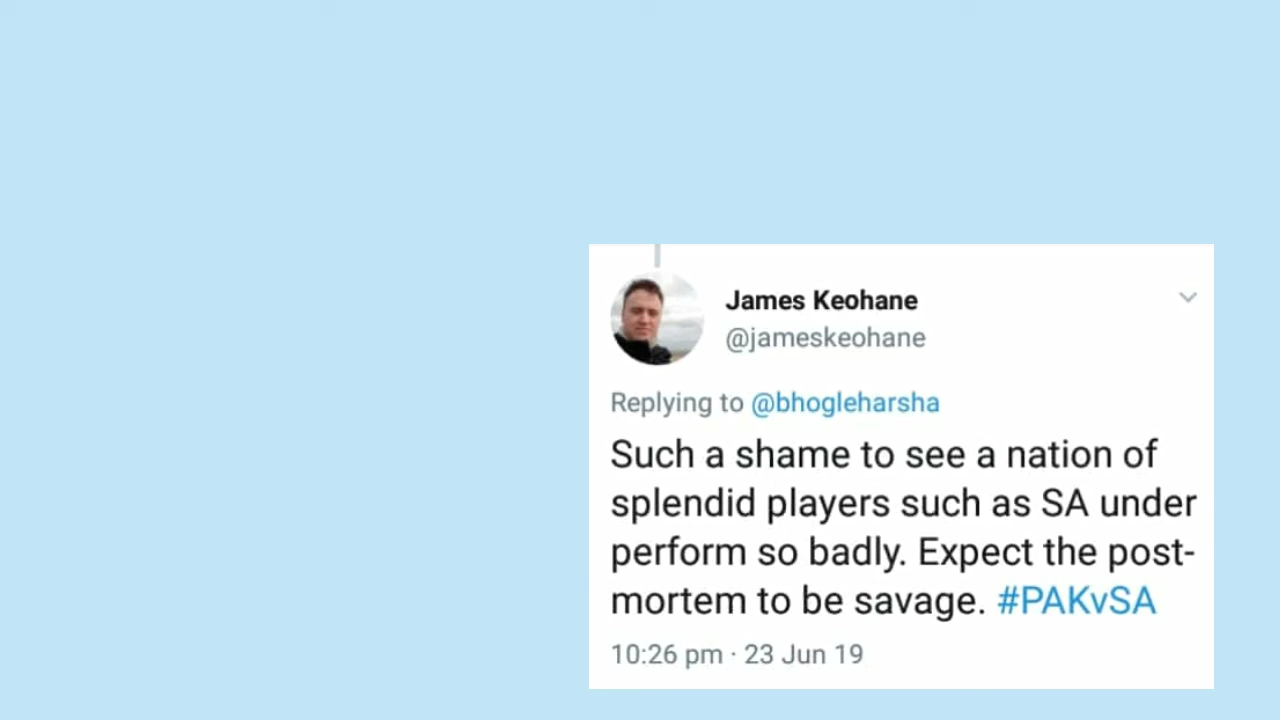 James Keohane
@jameskeohane
Replying to @bhogleharsha
Such a shame to see a nation of
splendid players such as SA under
perform so badly. Expect the post-
mortem to be savage. #PAKvSA
10:26 pm · 23 Jun 19